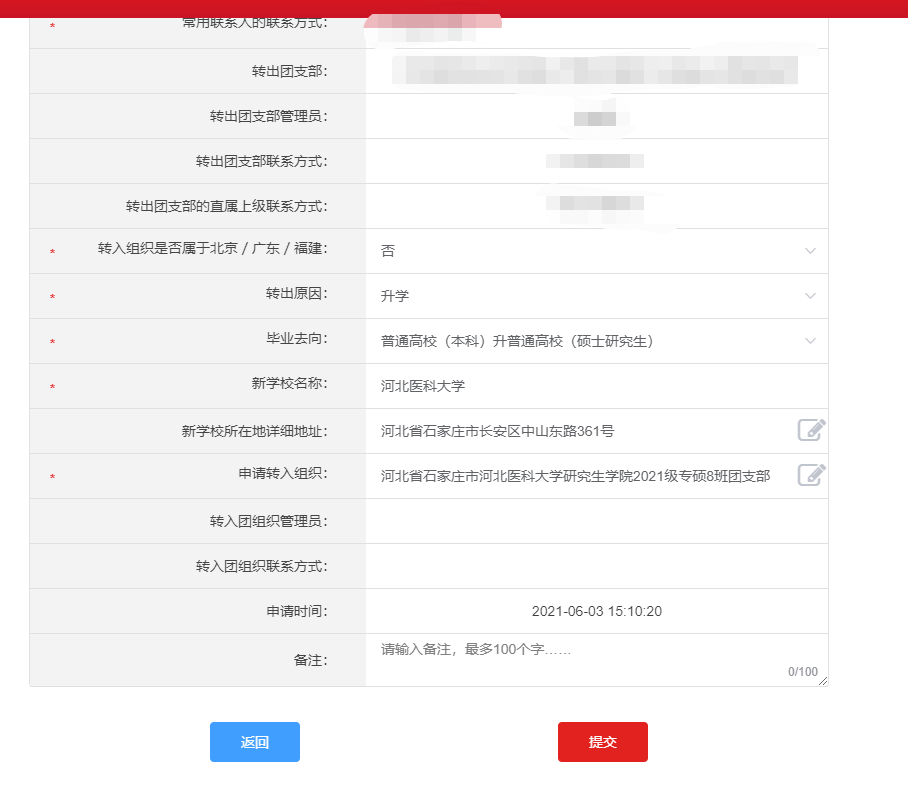 * 常用联系人的联系方式：
转出团支部：
转出团支部管理员：
转出团支部联系方式：
转出团支部的直属上级联系方式：
* 转入组织是否属于北京 / 广东 / 福建： 否
* 转出原因： 升学
* 毕业去向： 普通高校（本科）升普通高校（硕士研究生）
* 新学校名称： 河北医科大学
新学校所在地详细地址： 河北省石家庄市长安区中山东路361号
* 申请转入组织： 河北省石家庄市河北医科大学研究生学院2021级专硕8班团支部
转入团组织管理员：
转入团组织联系方式：
申请时间： 2021-06-03 15:10:20
备注： 请输入备注，最多100个字……
0/100
返回 提交